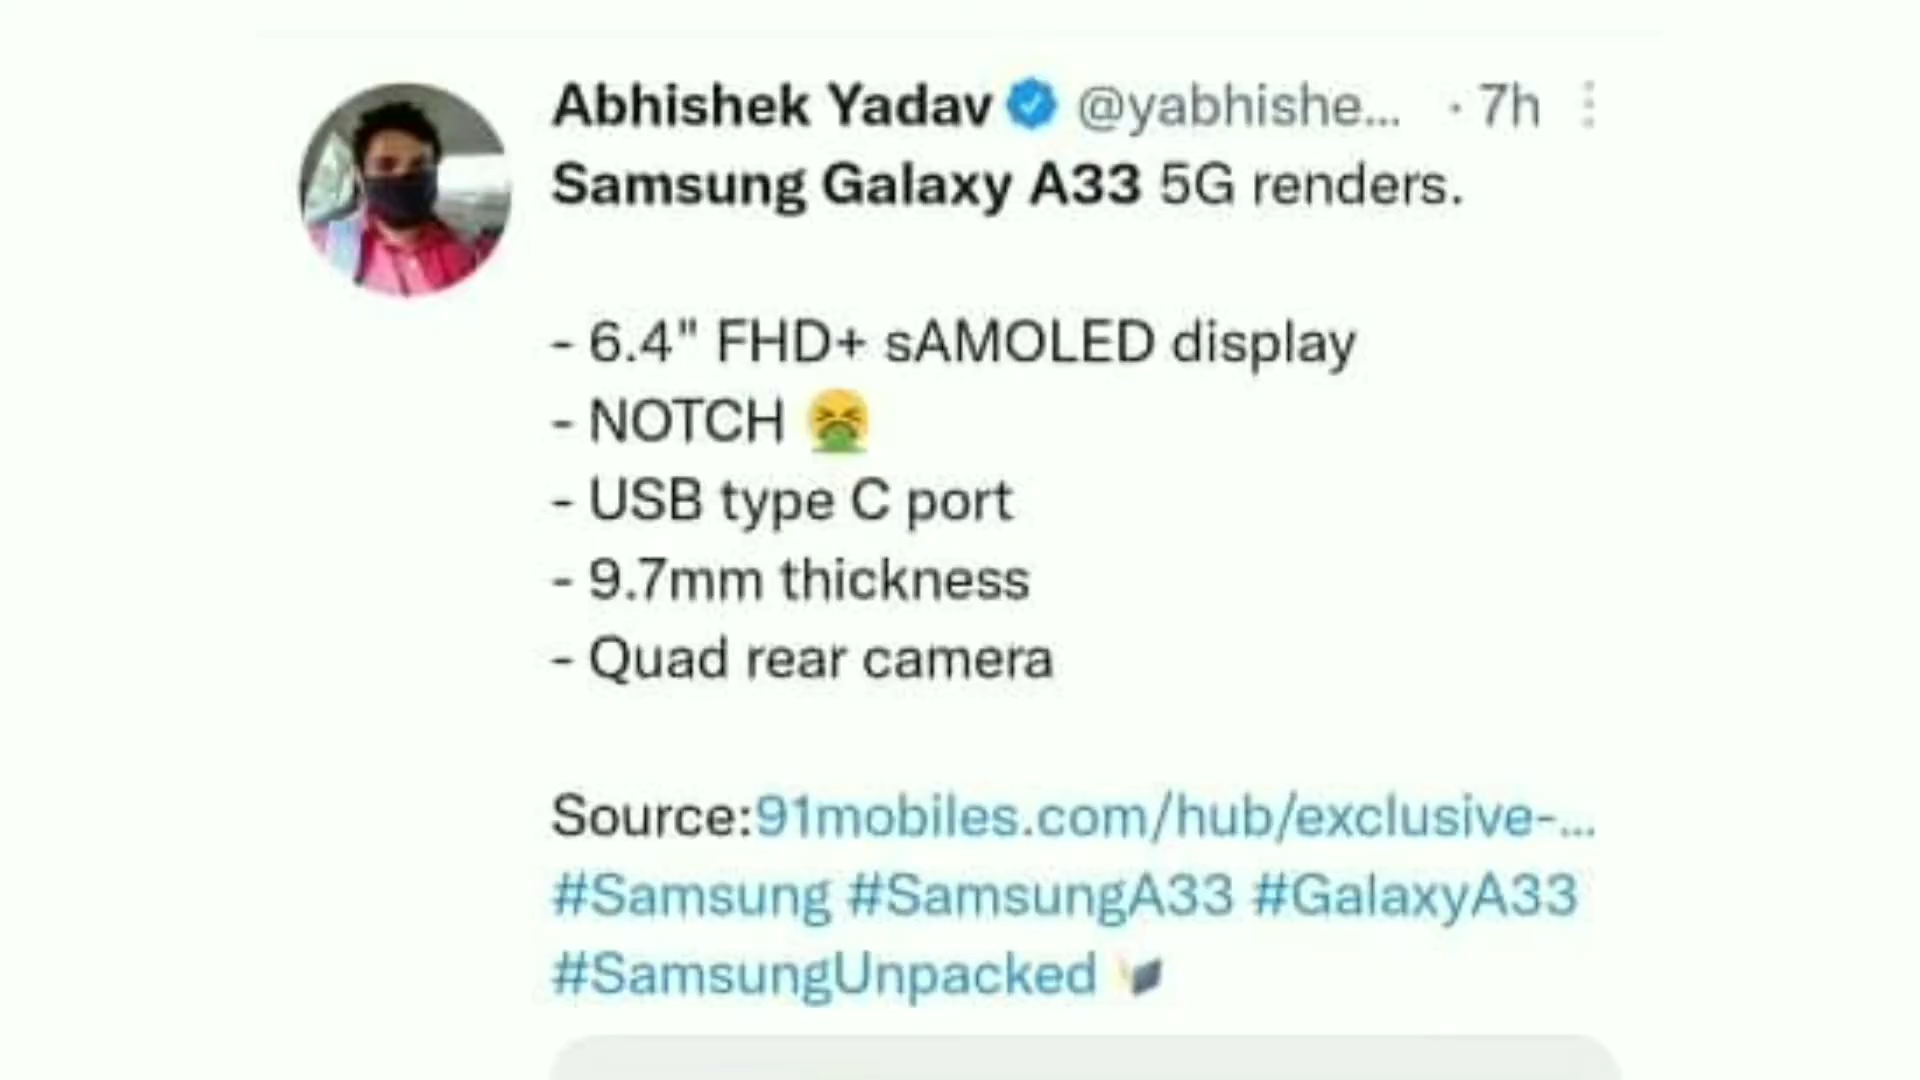 Abhishek Yadav @yabhishe... · 7h
Samsung Galaxy A33 5G renders.
- 6.4" FHD+ sAMOLED display
- NOTCH 🤮
- USB type C port
- 9.7mm thickness
- Quad rear camera
Source:91mobiles.com/hub/exclusive-...
#Samsung #SamsungA33 #GalaxyA33
#SamsungUnpacked